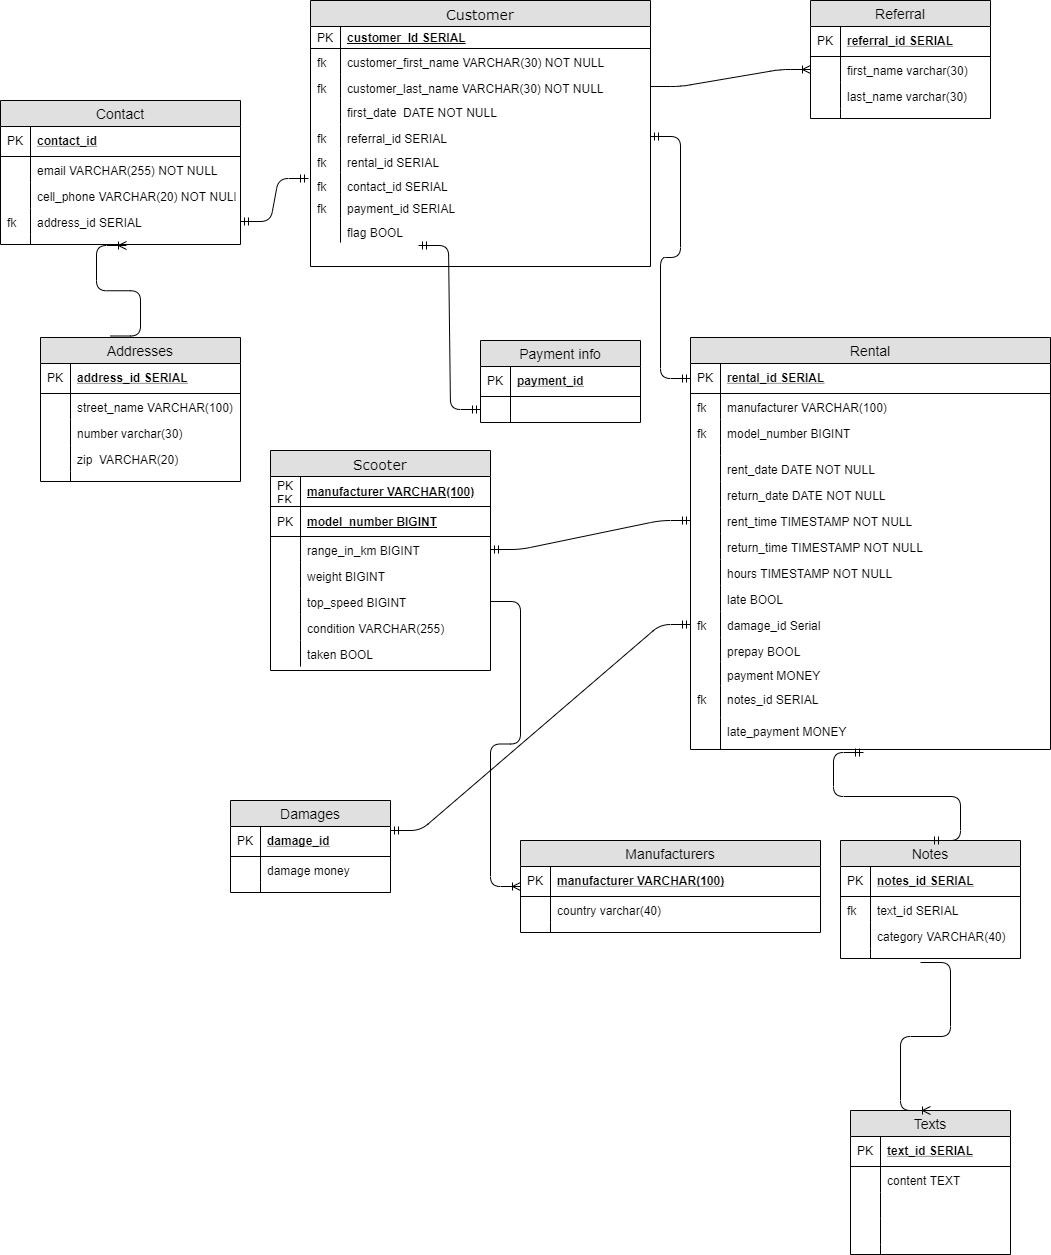 Customer
PK customer_Id SERIAL
fk customer_first_name VARCHAR(30) NOT NULL
fk customer_last_name VARCHAR(30) NOT NULL
first_date DATE NOT NULL
fk referral_id SERIAL
fk rental_id SERIAL
fk contact_id SERIAL
fk payment_id SERIAL
flag BOOL
Referral
PK referral_id SERIAL
first_name varchar(30)
last_name varchar(30)
Contact
PK contact_id
email VARCHAR(255) NOT NULL
cell_phone VARCHAR(20) NOT NULL
fk address_id SERIAL
Addresses
PK address_id SERIAL
street_name VARCHAR(100)
number varchar(30)
zip VARCHAR(20)
Payment info
PK payment_id
Rental
PK rental_id SERIAL
fk manufacturer VARCHAR(100)
fk model_number BIGINT
rent_date DATE NOT NULL
return_date DATE NOT NULL
rent_time TIMESTAMP NOT NULL
return_time TIMESTAMP NOT NULL
hours TIMESTAMP NOT NULL
late BOOL
fk damage_id Serial
prepay BOOL
payment MONEY
fk notes_id SERIAL
late_payment MONEY
Scooter
PK
FK manufacturer VARCHAR(100)
PK model_number BIGINT
range_in_km BIGINT
weight BIGINT
top_speed BIGINT
condition VARCHAR(255)
taken BOOL
Damages
PK damage_id
damage money
Manufacturers
PK manufacturer VARCHAR(100)
country varchar(40)
Notes
PK notes_id SERIAL
fk text_id SERIAL
category VARCHAR(40)
Texts
PK text_id SERIAL
content TEXT